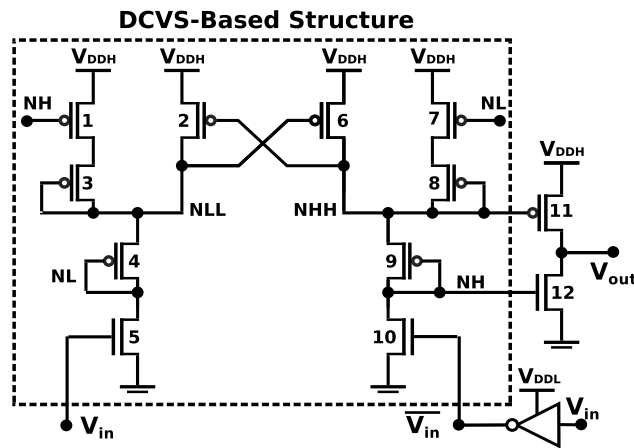 DCVS-Based Structure
VDDH VDDH VDDH VDDH
NH 1 2 6 7 NL
VDDH
3 8
NLL NHH 11
4 9
NL NH Vout
12
5 10
VDDL
Vin V̅i̅n̅ Vin